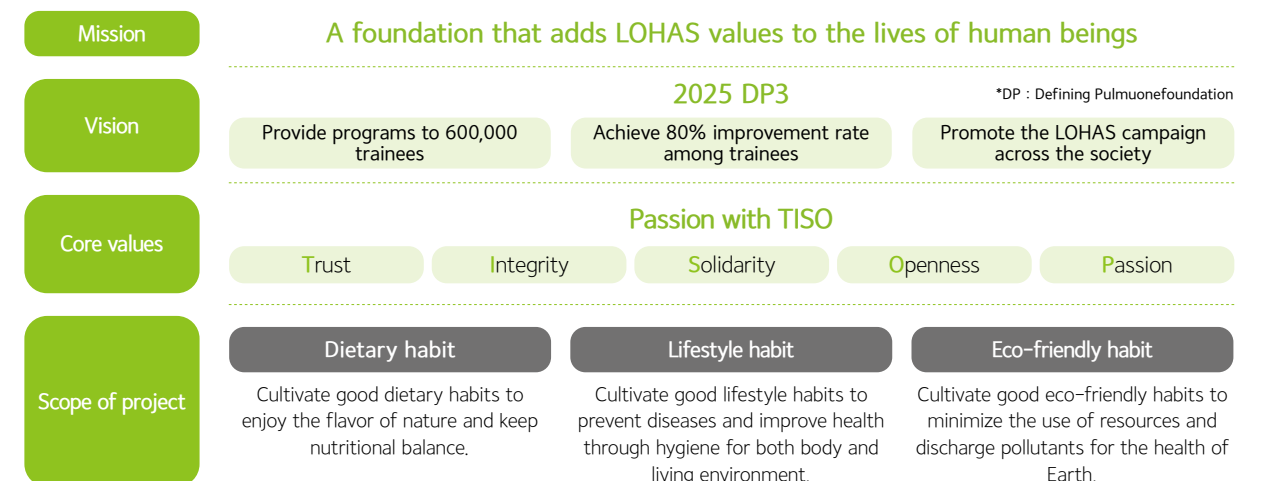 Mission
A foundation that adds LOHAS values to the lives of human beings
Vision
2025 DP3
*DP : Defining Pulmuonefoundation
Provide programs to 600,000
trainees
Achieve 80% improvement rate
among trainees
Promote the LOHAS campaign
across the society
Core values
Passion with TISO
Trust
Integrity
Solidarity
Openness
Passion
Scope of project
Dietary habit
Cultivate good dietary habits to
enjoy the flavor of nature and keep
nutritional balance.
Lifestyle habit
Cultivate good lifestyle habits to
prevent diseases and improve health
through hygiene for both body and
living environment.
Eco-friendly habit
Cultivate good eco-friendly habits to
minimize the use of resources and
discharge pollutants for the health of
Earth.